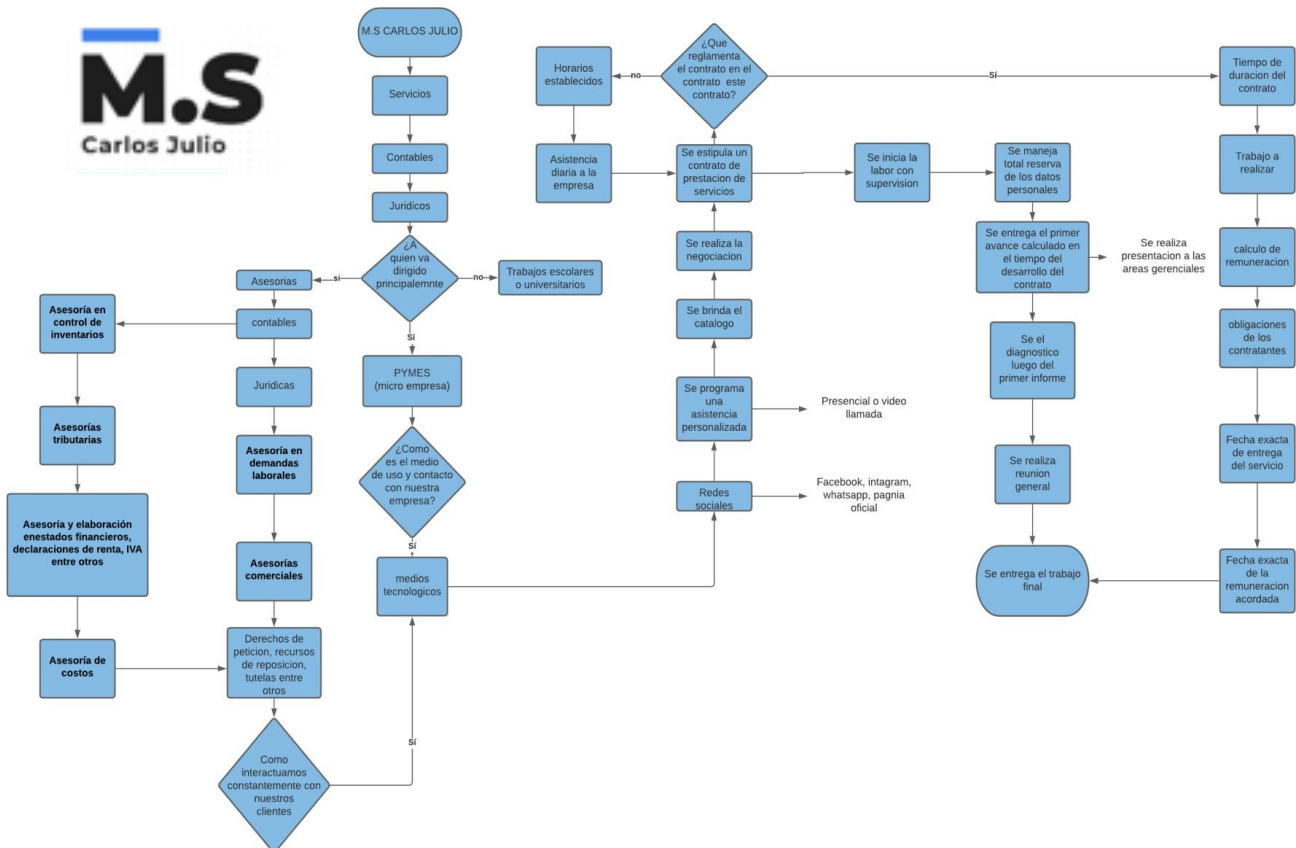 M.S
Carlos Julio
M.S CARLOS JULIO
Servicios
Contables
Juridicos
¿A
quien va
dirigido
principalemnte
si
no
Sí
Trabajos escolares
o universitarios
Asesorias
contables
Asesoría en
control de
inventarios
Asesorías
tributarias
Asesoría y elaboración
enestados financieros,
declaraciones de renta, IVA
entre otros
Asesoría de
costos
Juridicas
Asesoría en
demandas
laborales
Asesorías
comerciales
Derechos de
peticion, recursos
de reposicion,
tutelas entre
otros
Como
interactuamos
constantemente con
nuestros
clientes
Sí
PYMES
(micro empresa)
¿Como
es el medio
de uso y contacto
con nuestra
empresa?
Sí
medios
tecnologicos
Redes
sociales
Facebook, intagram,
whatsapp, pagnia
oficial
Se programa
una
asistencia
personalizada
Presencial o video
llamada
Se brinda el
catalogo
Se realiza la
negociacion
Se estipula un
contrato de
prestacion de
servicios
¿Que
reglamenta
el contrato en el
contrato este
contrato?
no
Sí
Horarios
establecidos
Asistencia
diaria a la
empresa
Se inicia la
labor con
supervision
Se maneja
total reserva
de los datos
personales
Se entrega el primer
avance calculado en
el tiempo del
desarrollo del
contrato
Se realiza
presentacion a las
areas gerenciales
Se el
diagnostico
luego del
primer informe
Se realiza
reunion
general
Se entrega el trabajo
final
Tiempo de
duracion del
contrato
Trabajo a
realizar
calculo de
remuneracion
obligaciones
de los
contratantes
Fecha exacta
de entrega
del servicio
Fecha exacta
de la
remuneracion
acordada